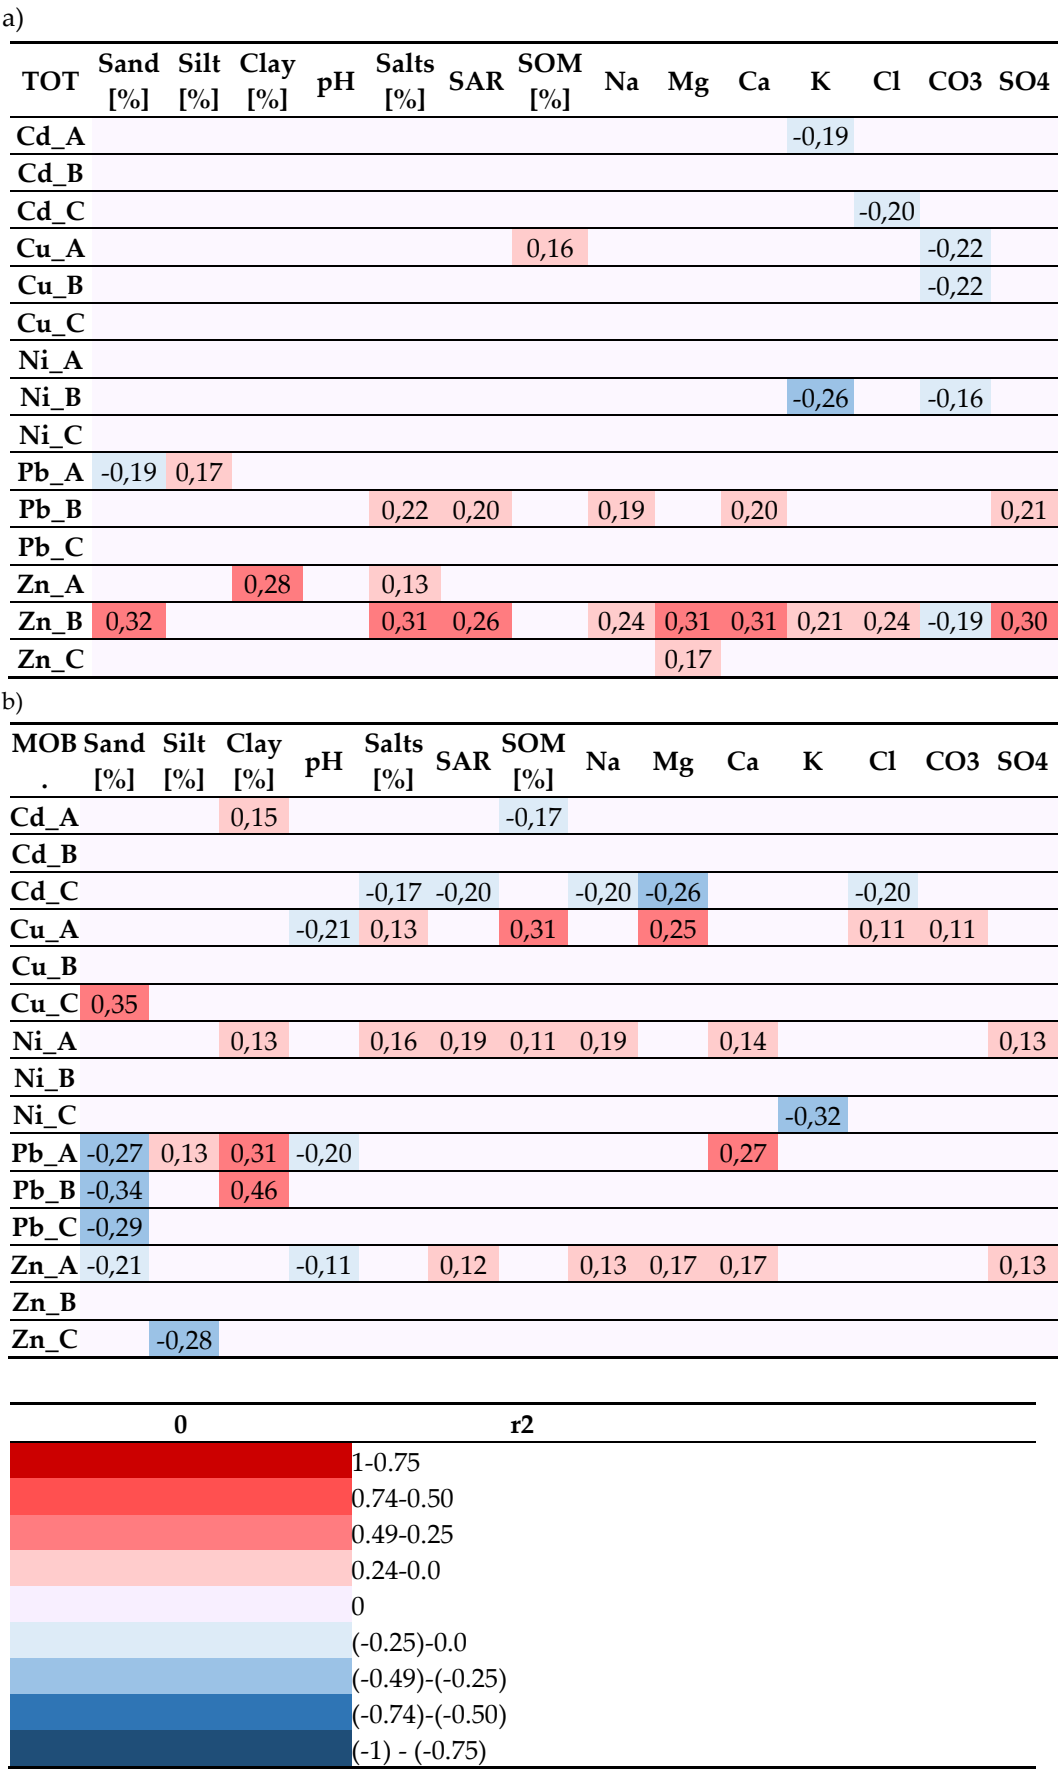 a)
TOT Sand [%] Silt [%] Clay [%] pH Salts [%] SAR SOM [%] Na Mg Ca K Cl CO3 SO4
Cd_A -0,19
Cd_B
Cd_C -0,20
Cu_A 0,16 -0,22
Cu_B -0,22
Cu_C
Ni_A
Ni_B -0,26 -0,16
Ni_C
Pb_A -0,19 0,17
Pb_B 0,22 0,20 0,19 0,20 0,21
Pb_C
Zn_A 0,28 0,13
Zn_B 0,32 0,31 0,26 0,24 0,31 0,31 0,21 0,24 -0,19 0,30
Zn_C 0,17
b)
MOB. Sand [%] Silt [%] Clay [%] pH Salts [%] SAR SOM [%] Na Mg Ca K Cl CO3 SO4
Cd_A 0,15 -0,17
Cd_B
Cd_C -0,17 -0,20 -0,20 -0,26 -0,20
Cu_A -0,21 0,13 0,31 0,25 0,11 0,11
Cu_B
Cu_C 0,35
Ni_A 0,13 0,16 0,19 0,11 0,19 0,14 0,13
Ni_B
Ni_C -0,32
Pb_A -0,27 0,13 0,31 -0,20 0,27
Pb_B -0,34 0,46
Pb_C -0,29
Zn_A -0,21 -0,11 0,12 0,13 0,17 0,17 0,13
Zn_B
Zn_C -0,28
0 r2
1-0.75
0.74-0.50
0.49-0.25
0.24-0.0
0
(-0.25)-0.0
(-0.49)-(-0.25)
(-0.74)-(-0.50)
(-1) - (-0.75)